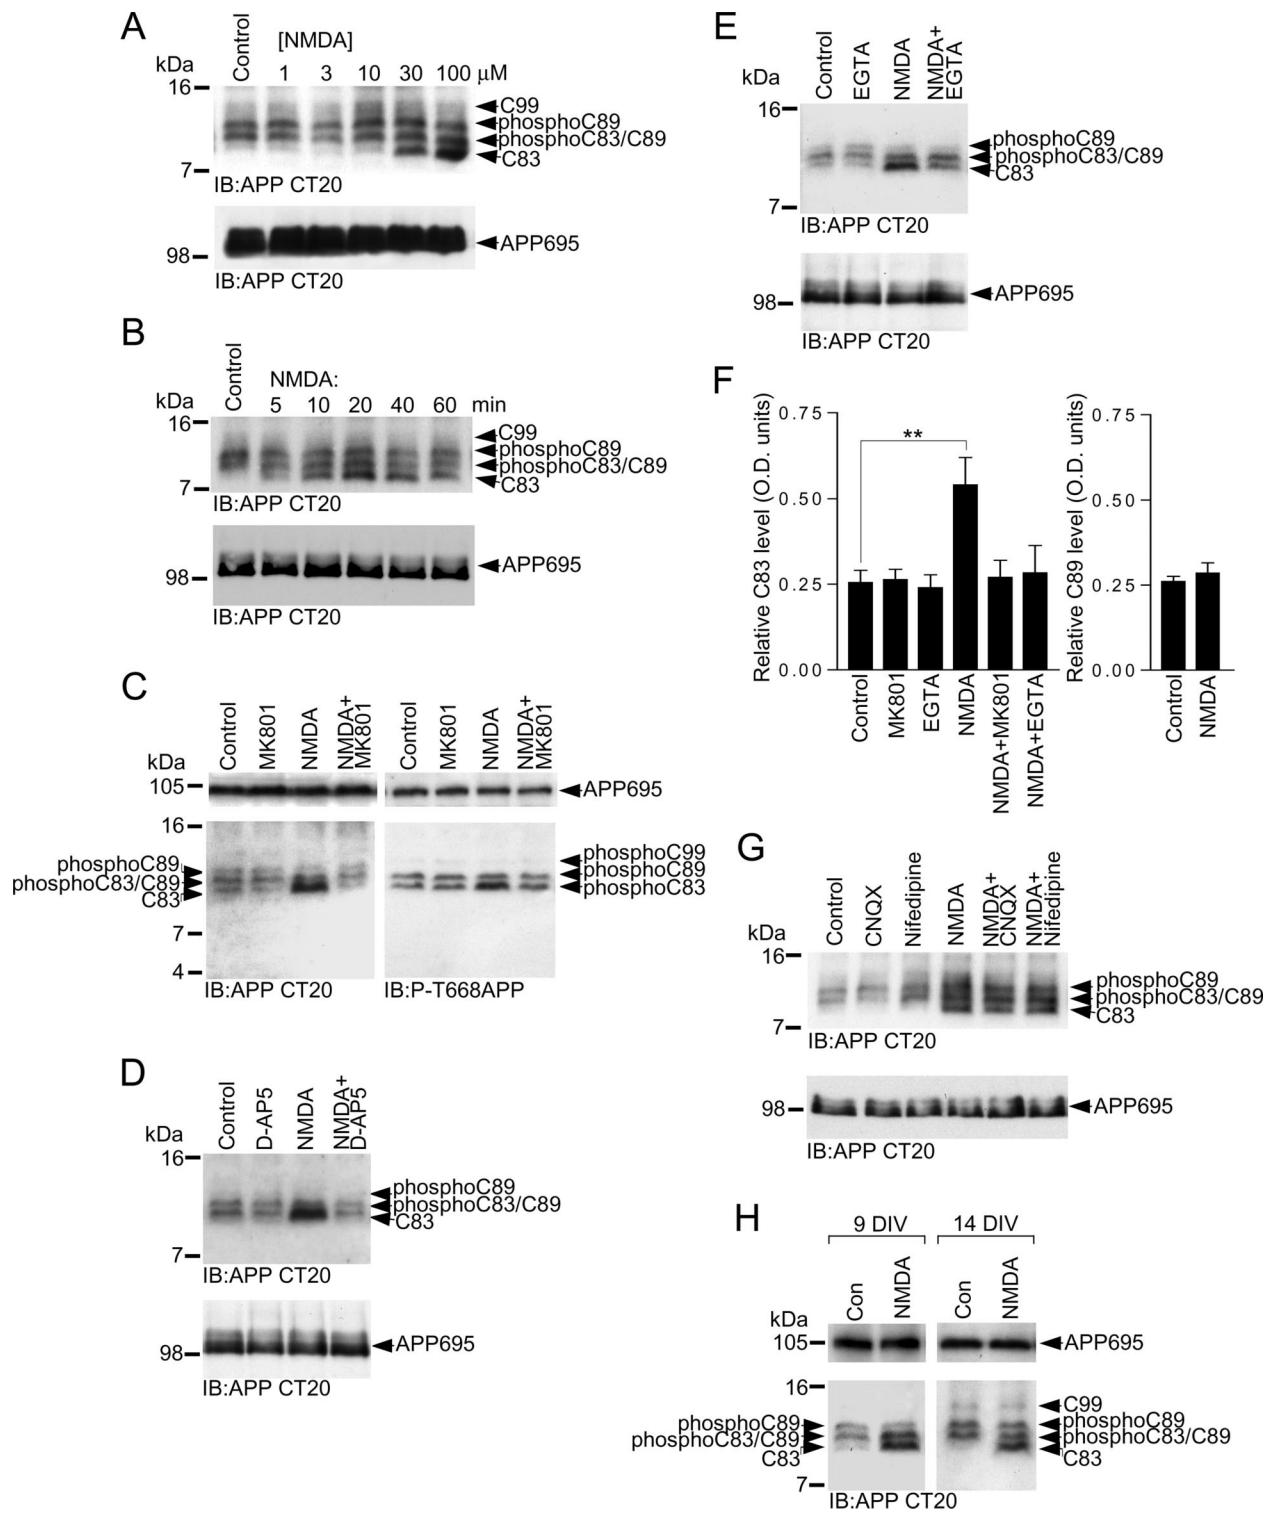 A
Control
[NMDA]
kDa
1 3 10 30 100 μM
16
C99
phosphoC89
phosphoC83/C89
C83
7
IB:APP CT20
APP695
98
IB:APP CT20
B
Control
NMDA:
kDa
5 10 20 40 60 min
16
C99
phosphoC89
phosphoC83/C89
C83
7
IB:APP CT20
APP695
98
IB:APP CT20
C
Control
MK801
NMDA
NMDA+
MK801
Control
MK801
NMDA
NMDA+
MK801
kDa
105
APP695
16
phosphoC89
phosphoC83/C89
C83
phosphoC99
phosphoC89
phosphoC83
7
4
IB:APP CT20
IB:P-T668APP
D
Control
D-AP5
NMDA
NMDA+
D-AP5
kDa
16
phosphoC89
phosphoC83/C89
C83
7
IB:APP CT20
APP695
98
IB:APP CT20
E
Control
EGTA
NMDA
NMDA+
EGTA
kDa
16
phosphoC89
phosphoC83/C89
C83
7
IB:APP CT20
APP695
98
IB:APP CT20
F
Relative C83 level (O.D. units)
0.75
0.50
0.25
0.00
**
Control
MK801
EGTA
NMDA
NMDA+MK801
NMDA+EGTA
Relative C89 level (O.D. units)
0.75
0.50
0.25
0.00
Control
NMDA
G
Control
CNQX
Nifedipine
NMDA
NMDA+
CNQX
NMDA+
Nifedipine
kDa
16
phosphoC89
phosphoC83/C89
C83
7
IB:APP CT20
98
APP695
IB:APP CT20
H
9 DIV
14 DIV
Con
NMDA
Con
NMDA
kDa
105
APP695
16
phosphoC89
phosphoC83/C89
C83
C99
phosphoC89
phosphoC83/C89
C83
7
IB:APP CT20